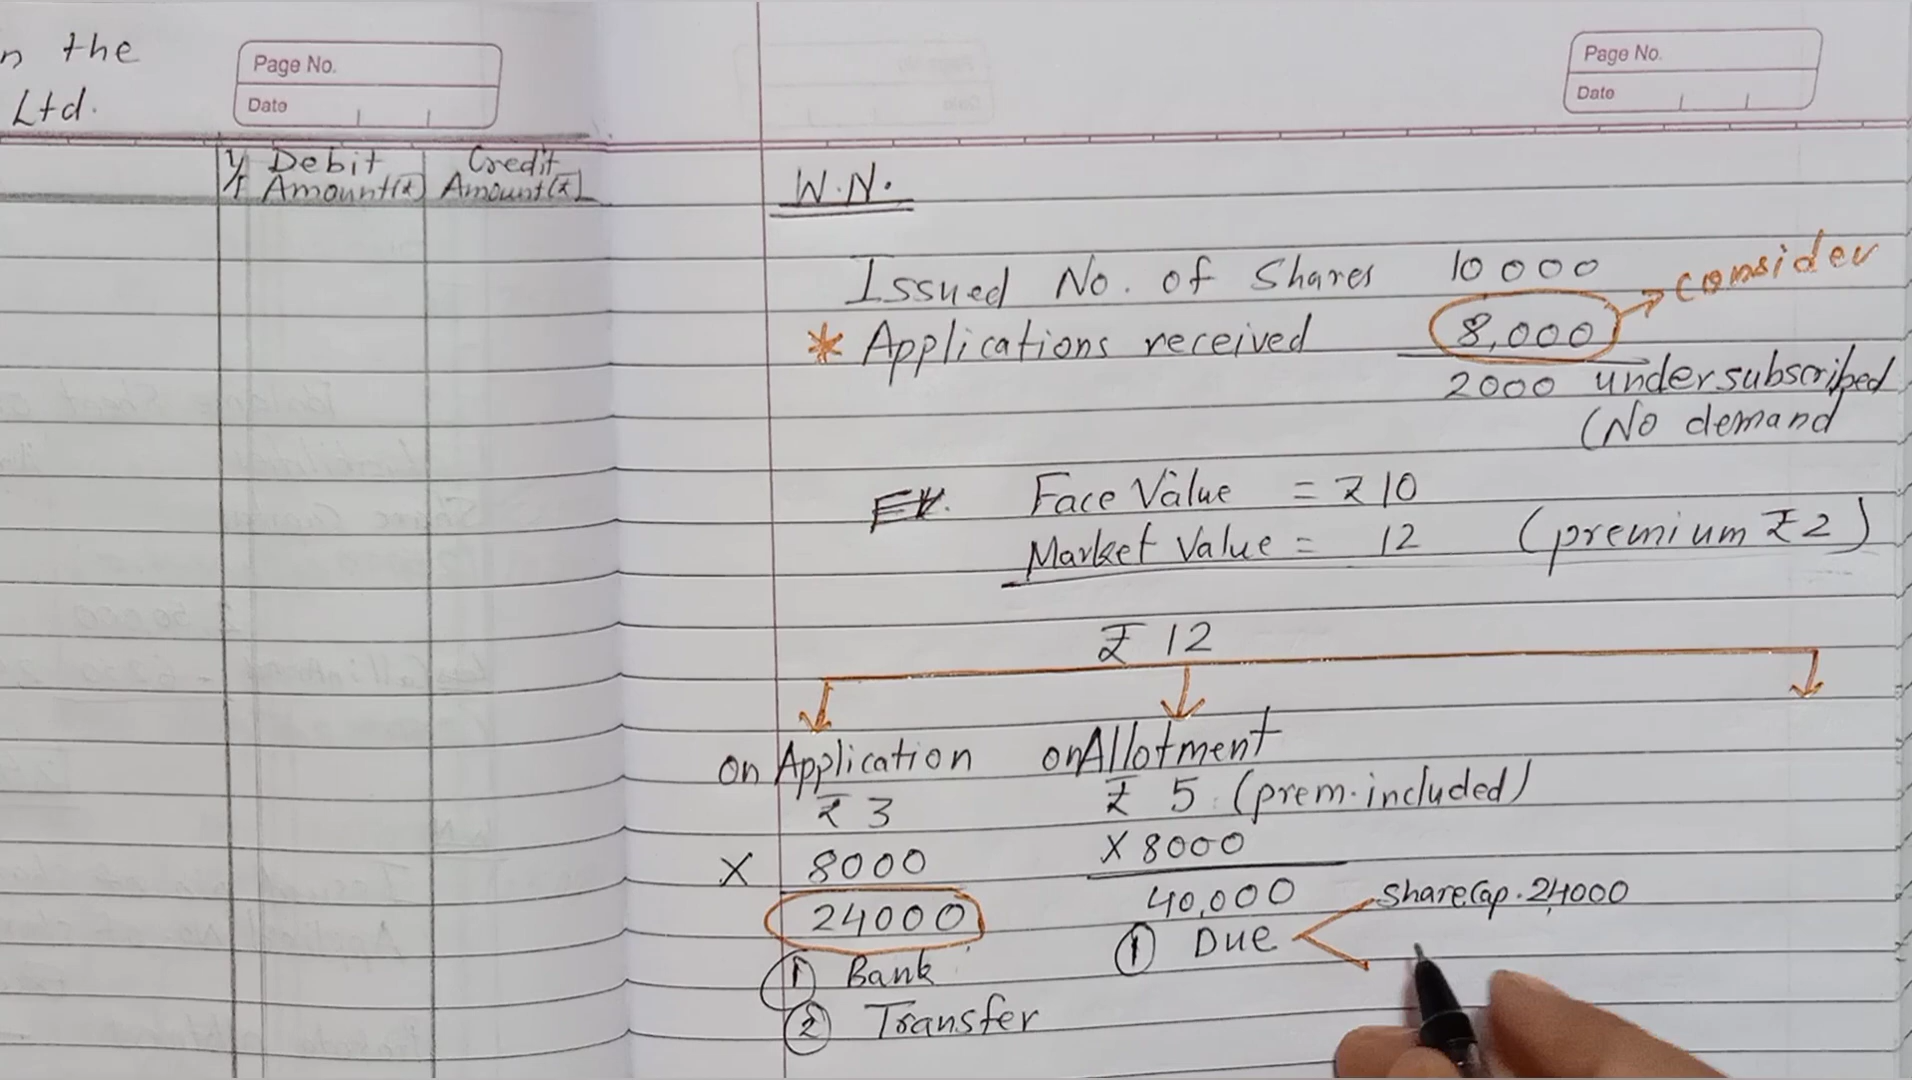 n the
Ltd.
Page No.
Date
Debit Amount(₹)
Credit Amount(₹)
Page No.
Date
W.N.
Issued No. of Shares 10000
* Applications received 8,000 → consider
2000 undersubscribed
(No demand
Face Value = ₹10
Market Value = 12 (premium ₹2)
₹ 12
on Application
₹ 3
X 8000
24000
① Bank
② Transfer
on Allotment
₹ 5 (prem. included)
X 8000
40,000
① Due
Share Cap. 24000